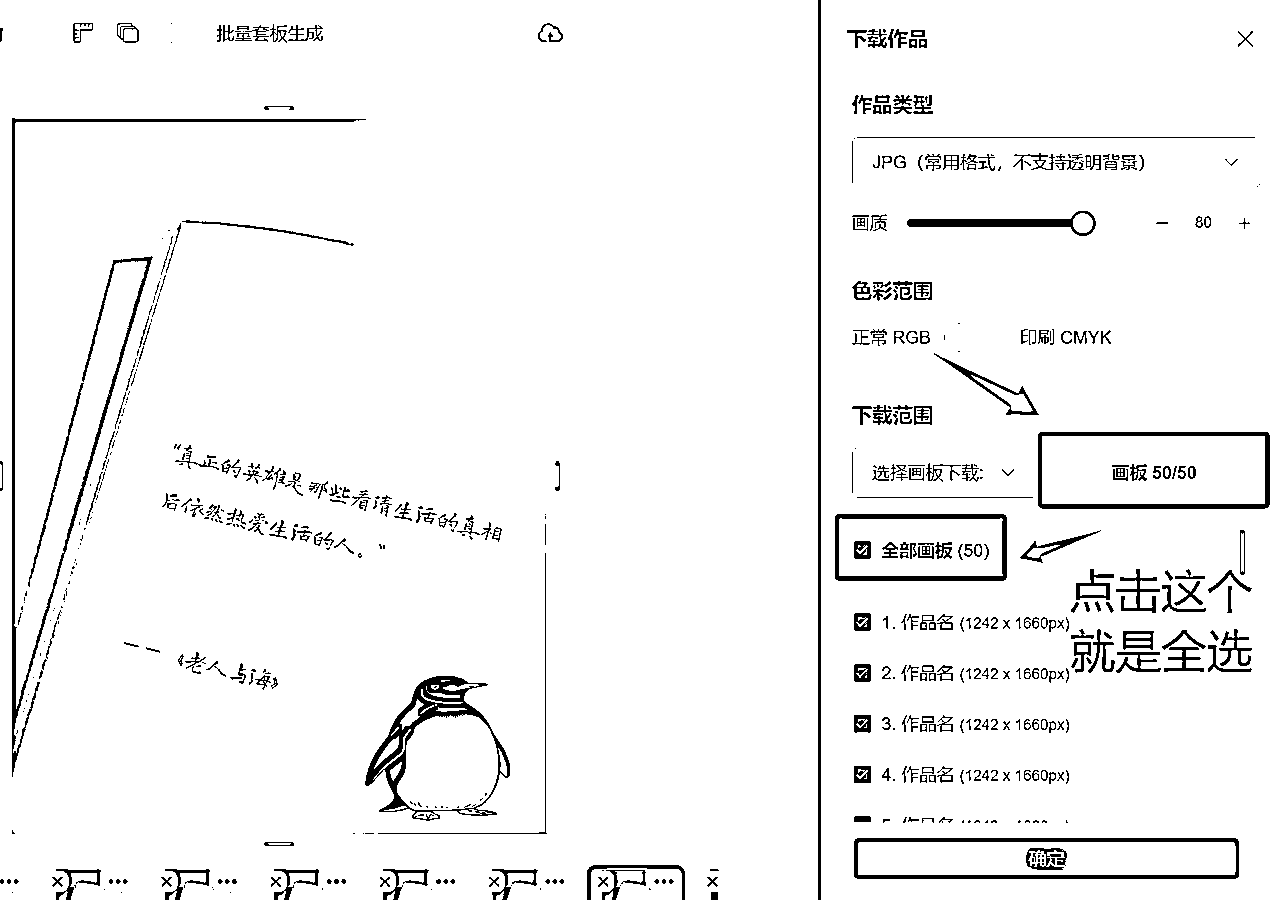 批量套板生成
“真正的英雄是那些看清生活的真相
后依然热爱生活的人。”
——《老人与海》
下载作品
作品类型
JPG（常用格式，不支持透明背景）
画质
80
色彩范围
正常 RGB
印刷 CMYK
下载范围
选择画板下载:
画板 50/50
全部画板 (50)
点击这个
就是全选
1. 作品名 (1242 x 1660px)
2. 作品名 (1242 x 1660px)
3. 作品名 (1242 x 1660px)
4. 作品名 (1242 x 1660px)
确定